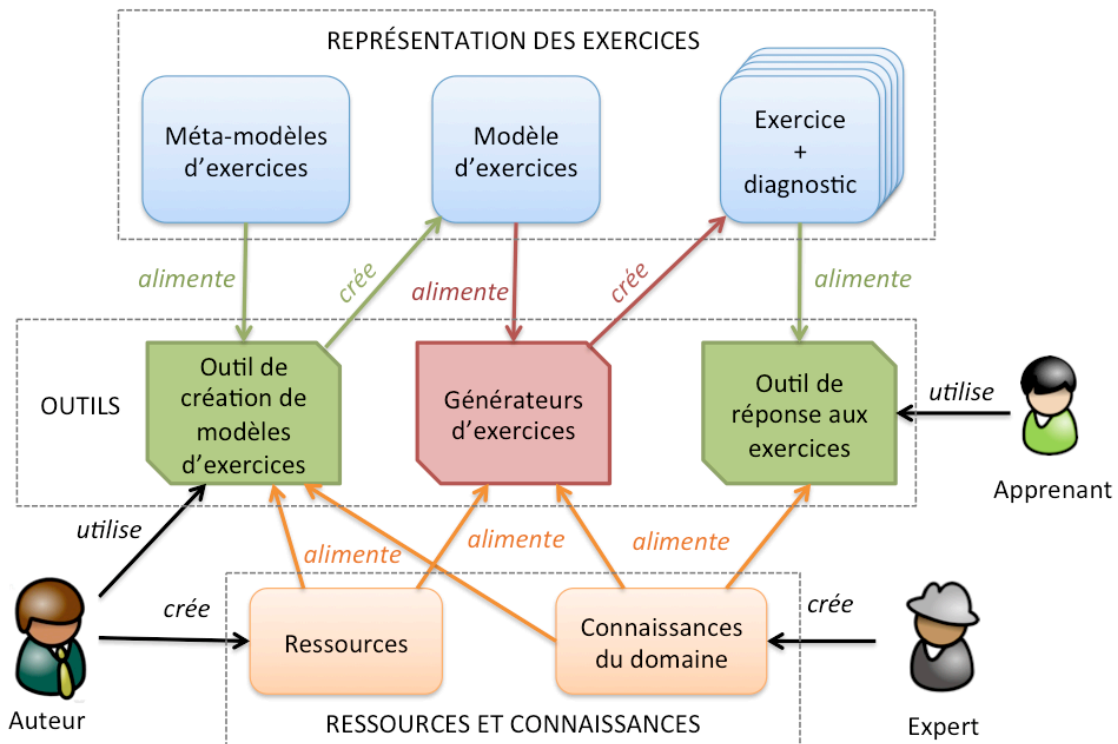 REPRÉSENTATION DES EXERCICES
Méta-modèles
d’exercices
Modèle
d’exercices
Exercice
+
diagnostic
alimente
crée
alimente
crée
alimente
OUTILS
Outil de
création de
modèles
d’exercices
Générateurs
d’exercices
Outil de
réponse aux
exercices
utilise
Apprenant
utilise
alimente
alimente
alimente
Auteur
crée
Ressources
Connaissances
du domaine
crée
Expert
RESSOURCES ET CONNAISSANCES